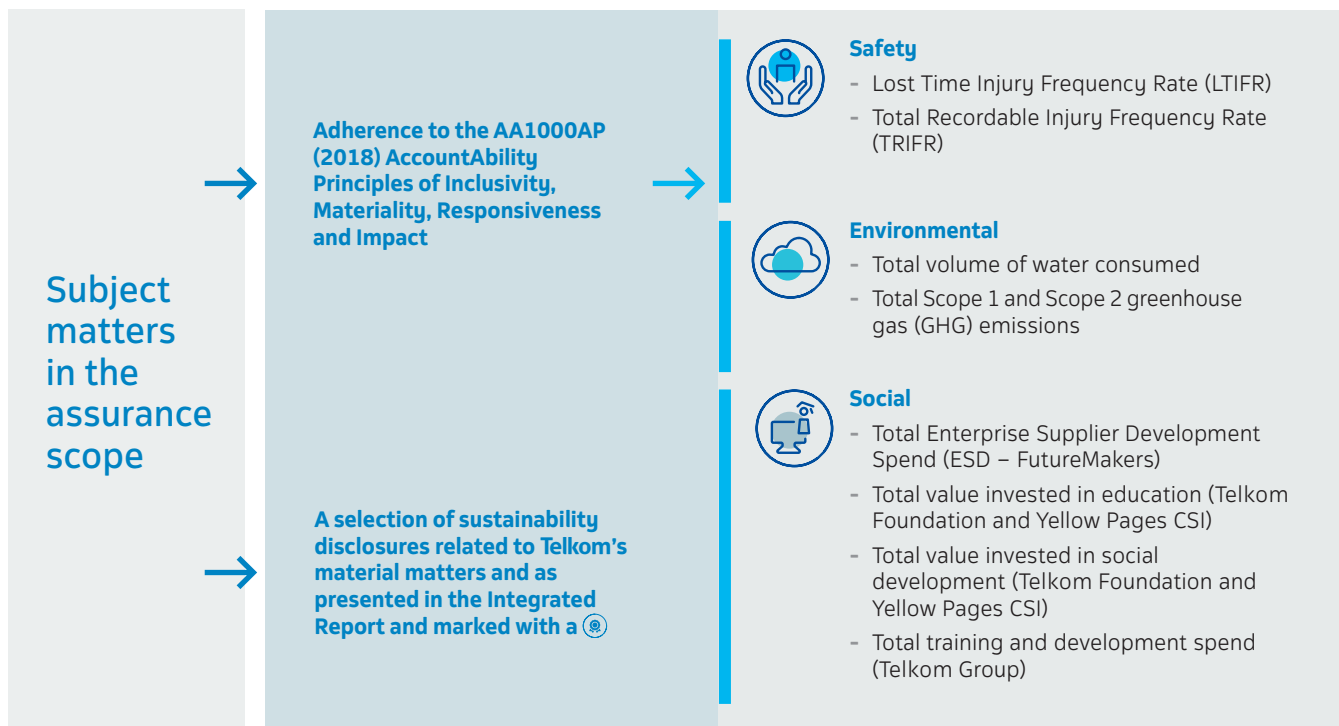 Subject
matters
in the
assurance
scope
Adherence to the AA1000AP
(2018) AccountAbility
Principles of Inclusivity,
Materiality, Responsiveness
and Impact
A selection of sustainability
disclosures related to Telkom’s
material matters and as
presented in the Integrated
Report and marked with a
Safety
- Lost Time Injury Frequency Rate (LTIFR)
- Total Recordable Injury Frequency Rate
(TRIFR)
Environmental
- Total volume of water consumed
- Total Scope 1 and Scope 2 greenhouse
gas (GHG) emissions
Social
- Total Enterprise Supplier Development
Spend (ESD – FutureMakers)
- Total value invested in education (Telkom
Foundation and Yellow Pages CSI)
- Total value invested in social
development (Telkom Foundation and
Yellow Pages CSI)
- Total training and development spend
(Telkom Group)